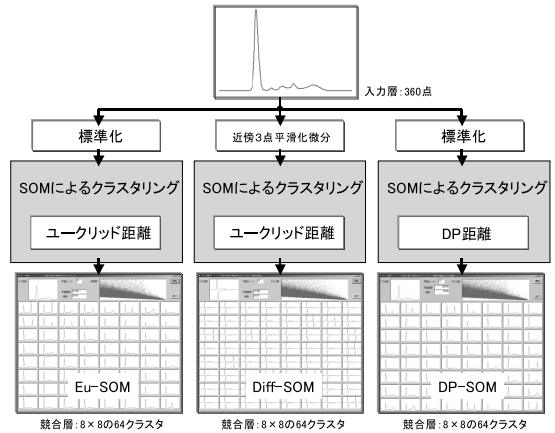 入力層:360点
標準化
近傍3点平滑化微分
標準化
SOMによるクラスタリング
SOMによるクラスタリング
SOMによるクラスタリング
ユークリッド距離
ユークリッド距離
DP距離
Eu-SOM
Diff-SOM
DP-SOM
競合層:8×8の64クラスタ
競合層:8×8の64クラスタ
競合層:8×8の64クラスタ